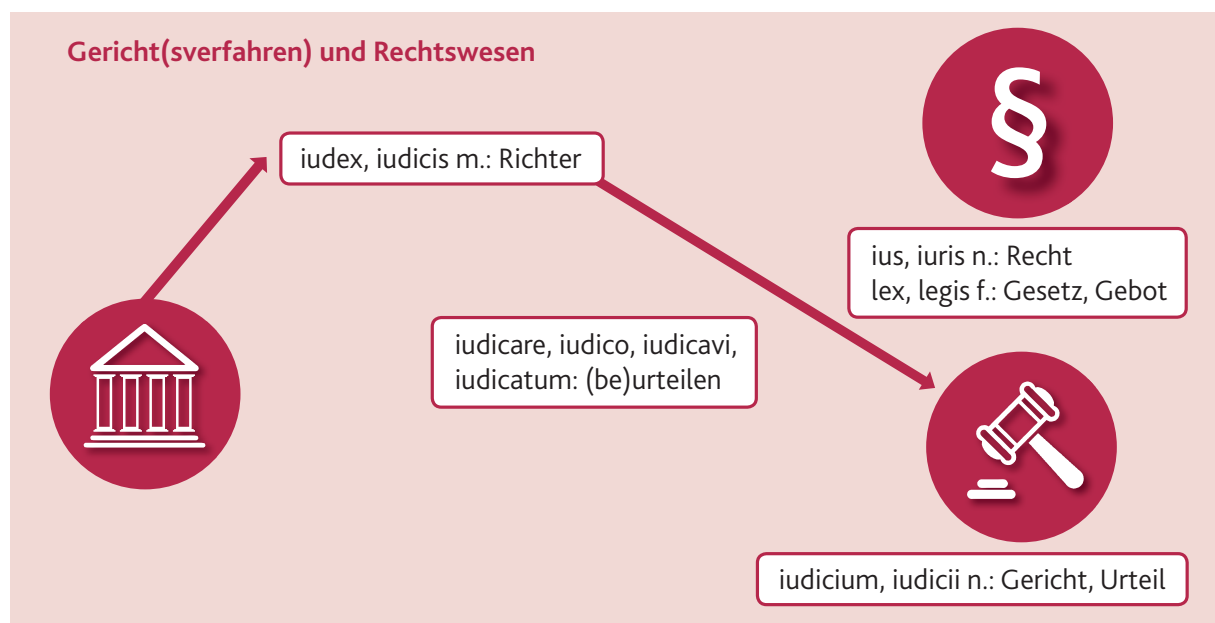 Gericht(sverfahren) und Rechtswesen
§
iudex, iudicis m.: Richter
ius, iuris n.: Recht
lex, legis f.: Gesetz, Gebot
iudicare, iudico, iudicavi,
iudicatum: (be)urteilen
iudicium, iudicii n.: Gericht, Urteil